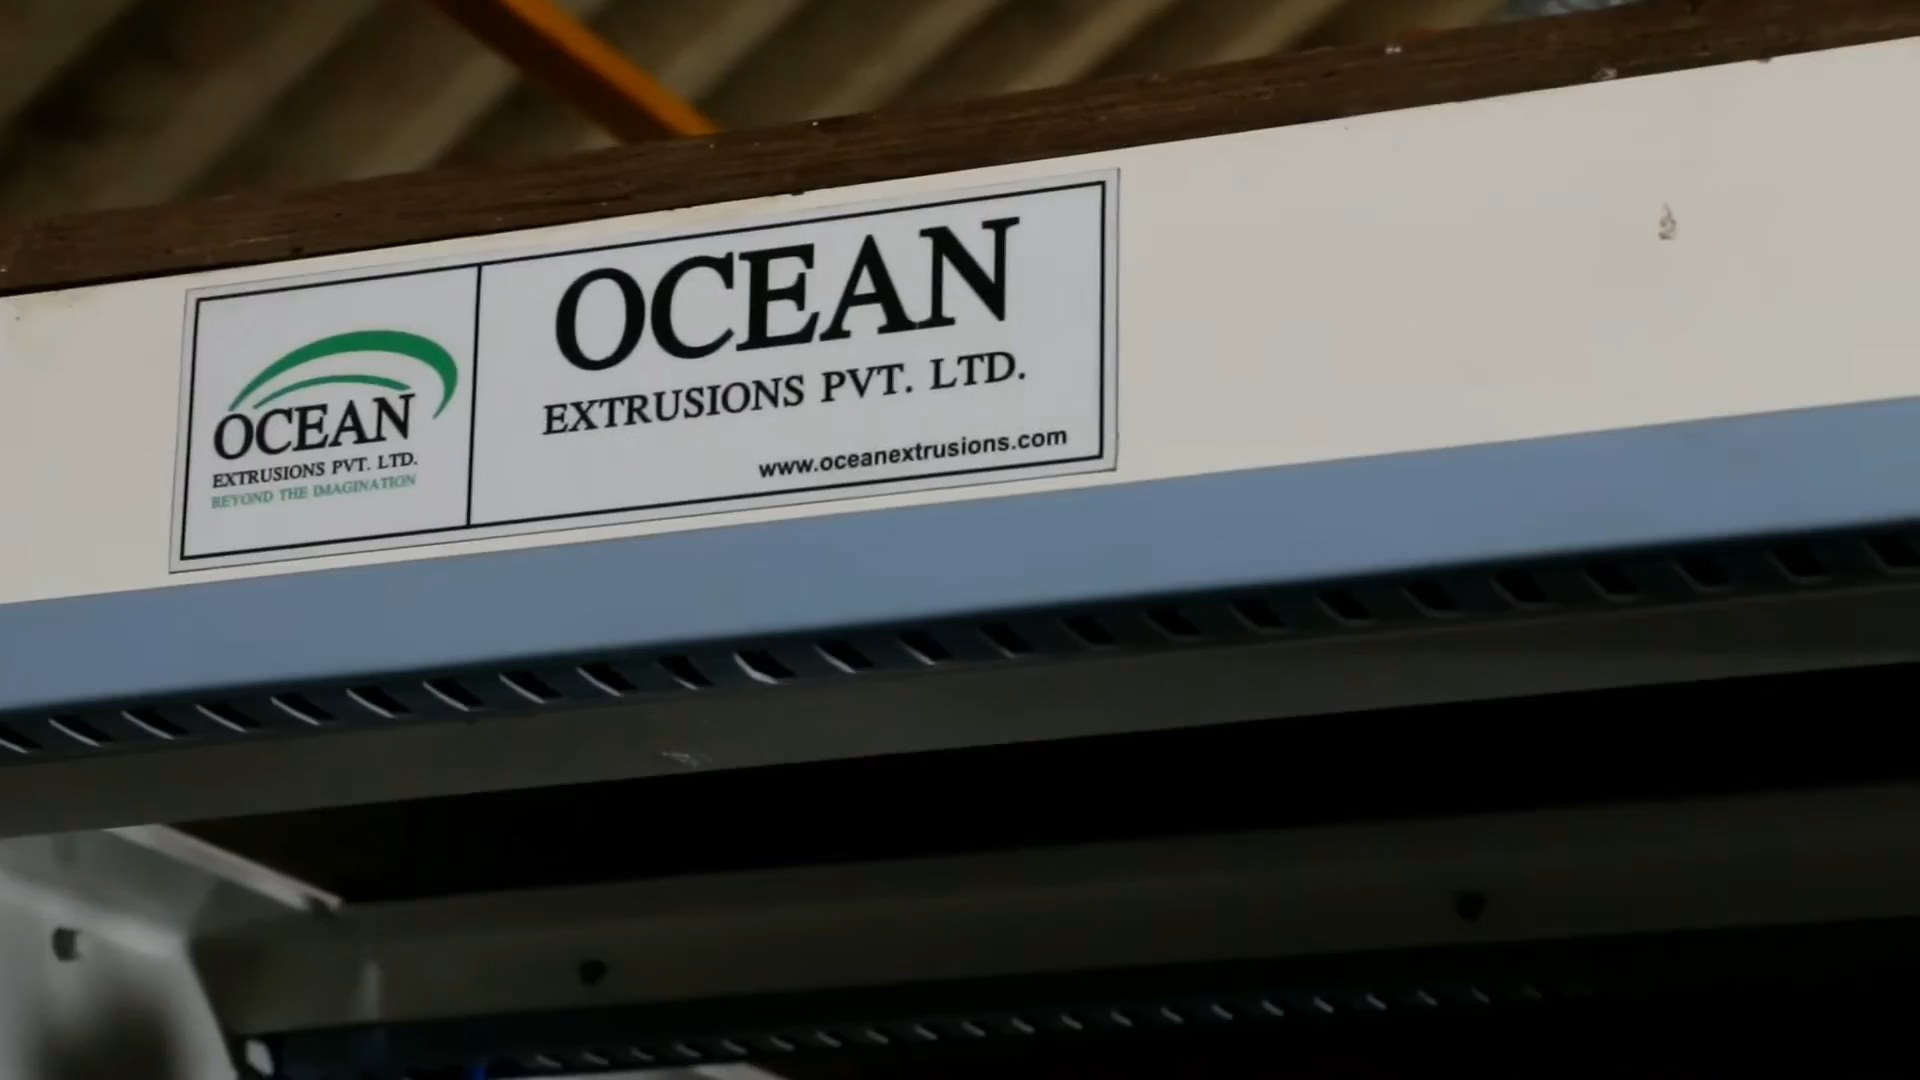 OCEAN
EXTRUSIONS PVT. LTD.
BEYOND THE IMAGINATION
OCEAN
EXTRUSIONS PVT. LTD.
www.oceanextrusions.com